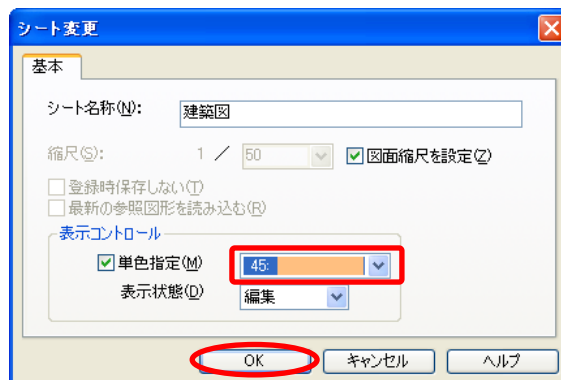 シート変更
基本
シート名称(N): 建築図
縮尺(S): 1 / 50 図面縮尺を設定(Z)
登録時保存しない(T)
最新の参照図形を読み込む(R)
表示コントロール
単色指定(M) 45:
表示状態(D) 編集
OK キャンセル ヘルプ